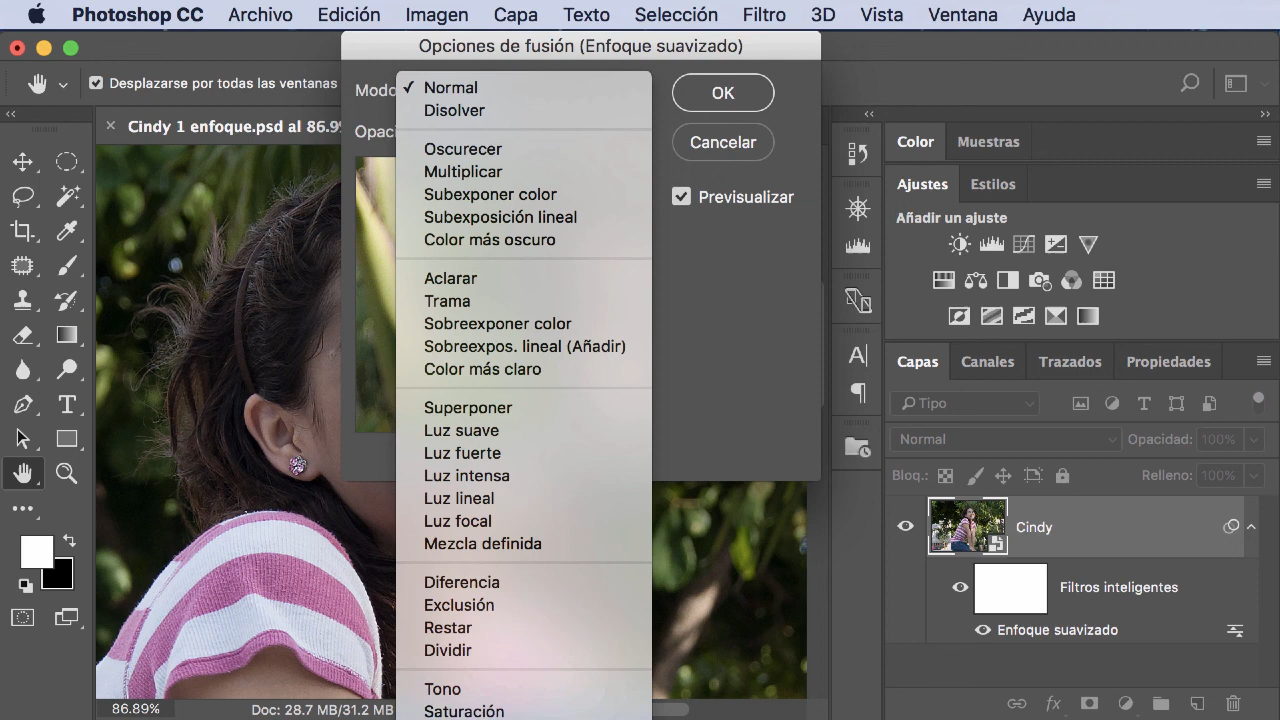 Photoshop CC Archivo Edición Imagen Capa Texto Selección Filtro 3D Vista Ventana Ayuda
Opciones de fusión (Enfoque suavizado)
Desplazarse por todas las ventanas
Cindy 1 enfoque.psd al 86.9
Modo
Opaci
Normal
Disolver
Oscurecer
Multiplicar
Subexponer color
Subexposición lineal
Color más oscuro
Aclarar
Trama
Sobreexponer color
Sobreexpos. lineal (Añadir)
Color más claro
Superponer
Luz suave
Luz fuerte
Luz intensa
Luz lineal
Luz focal
Mezcla definida
Diferencia
Exclusión
Restar
Dividir
Tono
Saturación
OK
Cancelar
Previsualizar
Color Muestras
Ajustes Estilos
Añadir un ajuste
Capas Canales Trazados Propiedades
Tipo
Normal Opacidad: 100%
Bloq.: Relleno: 100%
Cindy
Filtros inteligentes
Enfoque suavizado
86.89% Doc: 28.7 MB/31.2 MB